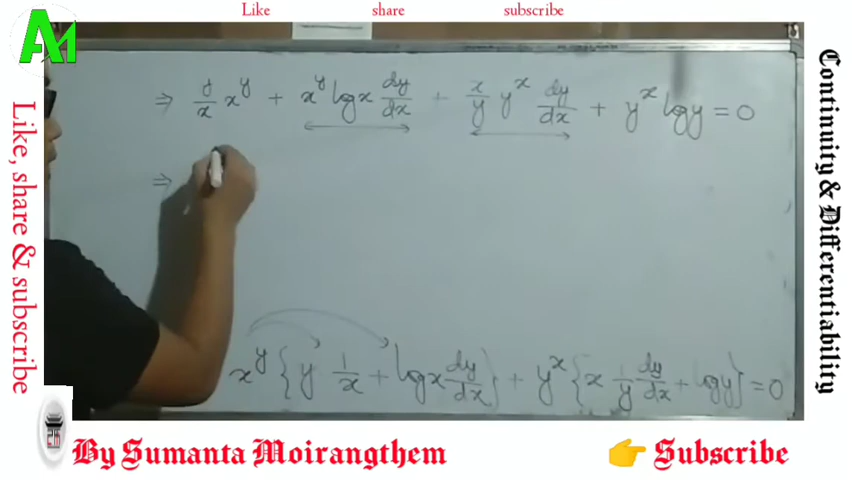 Like share subscribe
AM
⇒ y/x x^y + x^y log x dy/dx + x/y y^x dy/dx + y^x log y = 0
⇒
x^y { y 1/x + log x dy/dx } + y^x { x 1/y dy/dx + log y } = 0
Like, share & subscribe
Continuity & Differentiability
By Sumanta Moirangthem
Subscribe